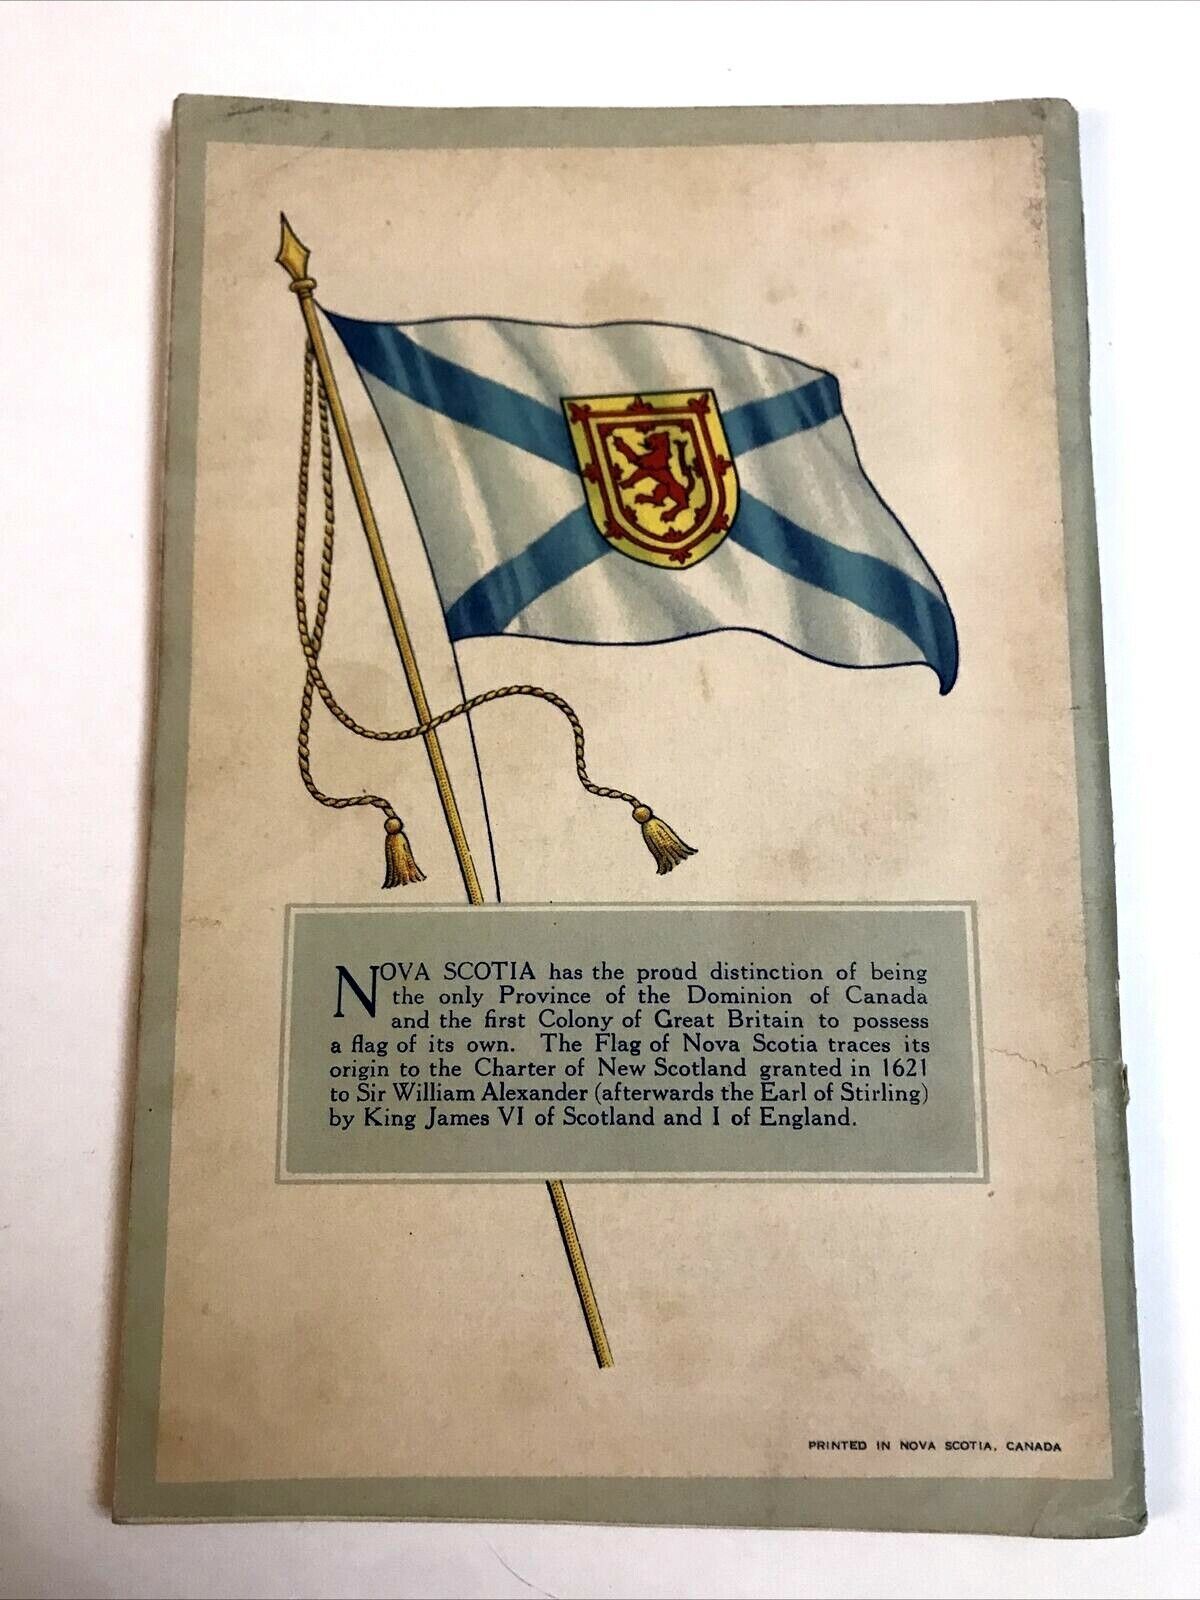 NOVA SCOTIA has the proud distinction of being
the only Province of the Dominion of Canada
and the first Colony of Great Britain to possess
a flag of its own. The Flag of Nova Scotia traces its
origin to the Charter of New Scotland granted in 1621
to Sir William Alexander (afterwards the Earl of Stirling)
by King James VI of Scotland and I of England.
PRINTED IN NOVA SCOTIA, CANADA